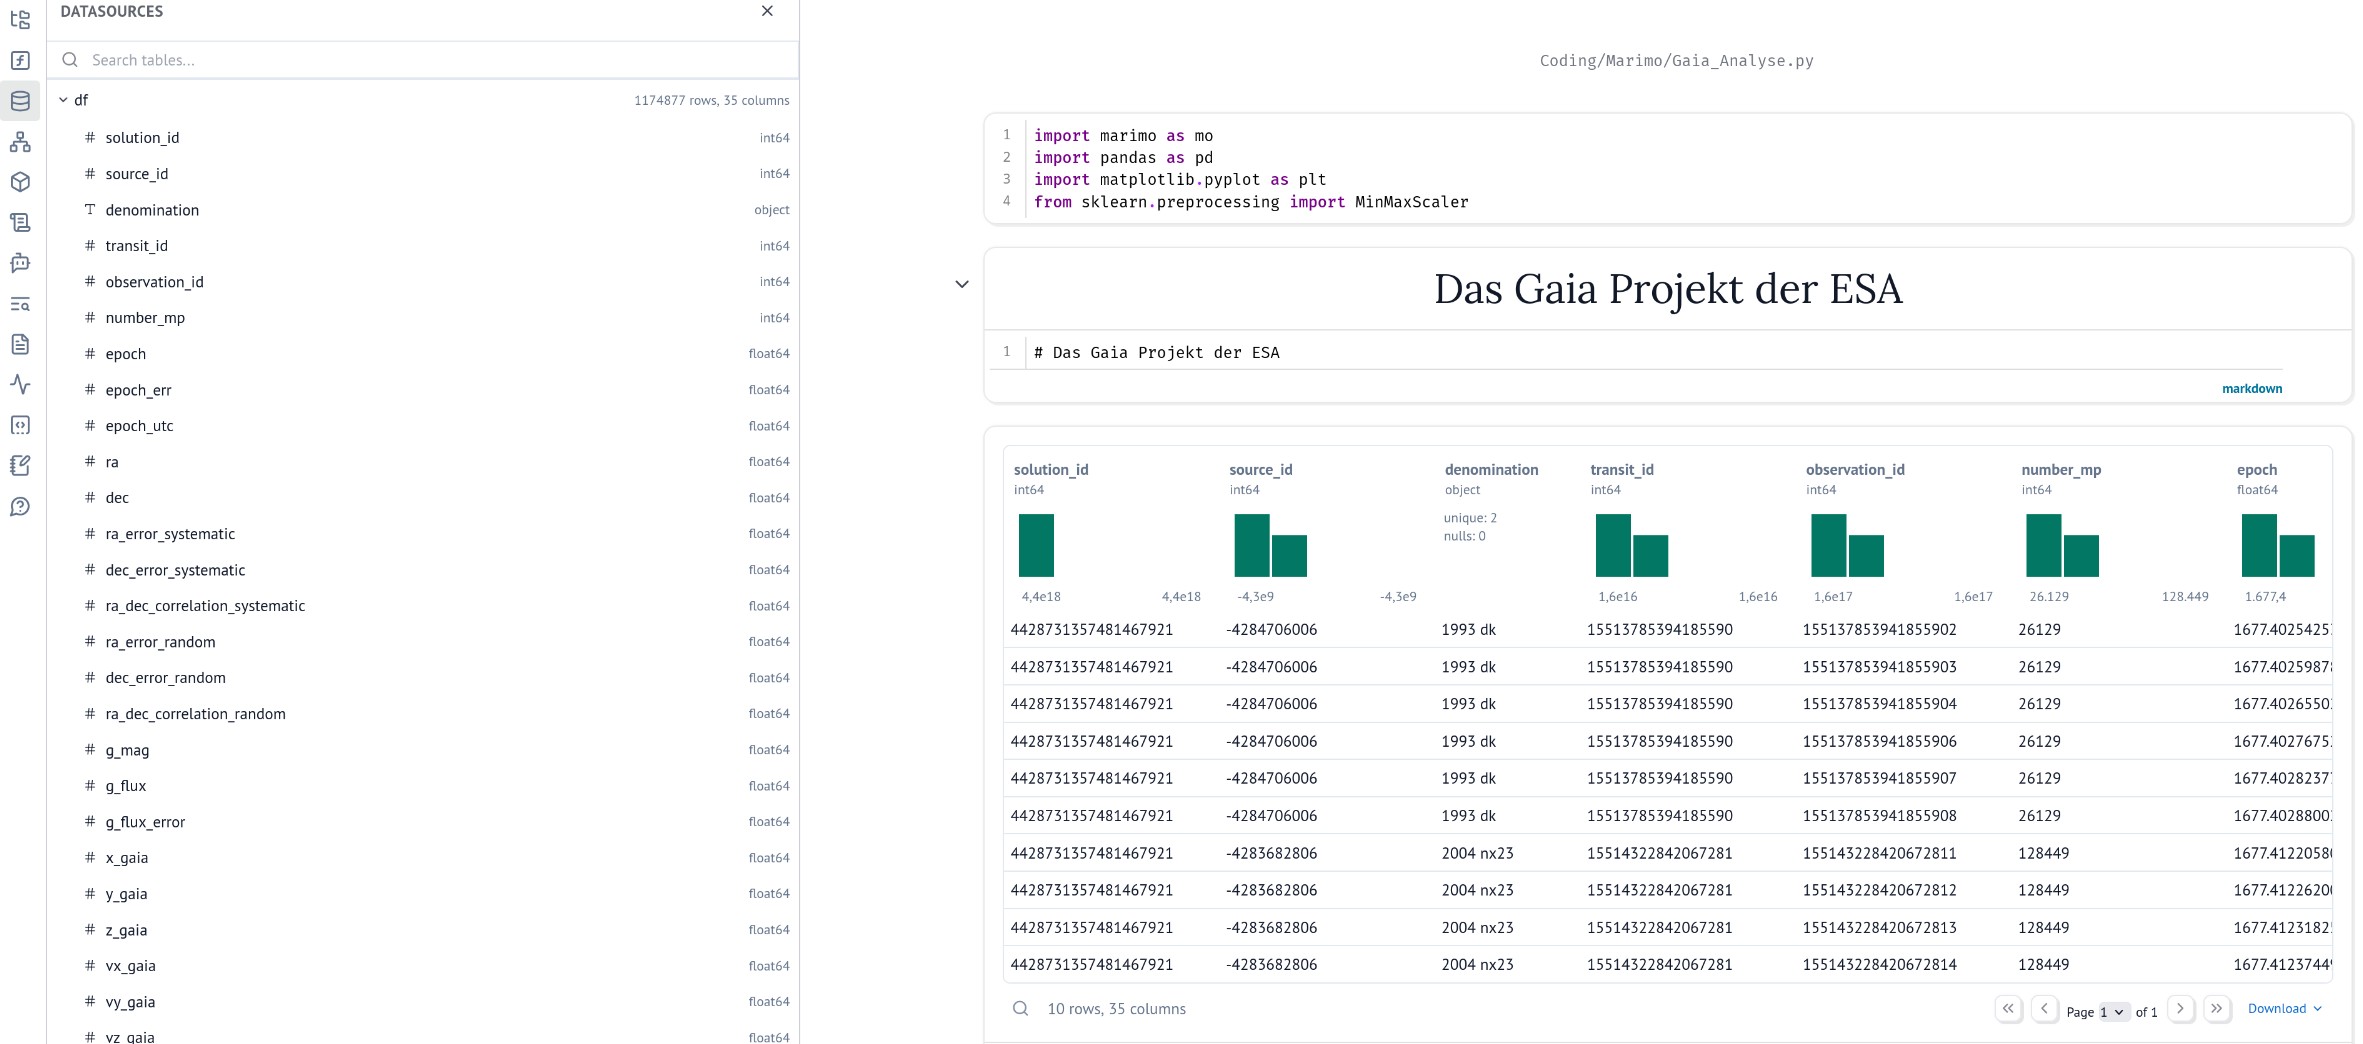 DATASOURCES
Search tables...
df 1174877 rows, 35 columns
# solution_id int64
# source_id int64
T denomination object
# transit_id int64
# observation_id int64
# number_mp int64
# epoch float64
# epoch_err float64
# epoch_utc float64
# ra float64
# dec float64
# ra_error_systematic float64
# dec_error_systematic float64
# ra_dec_correlation_systematic float64
# ra_error_random float64
# dec_error_random float64
# ra_dec_correlation_random float64
# g_mag float64
# g_flux float64
# g_flux_error float64
# x_gaia float64
# y_gaia float64
# z_gaia float64
# vx_gaia float64
# vy_gaia float64
# vz_gaia float64
Coding/Marimo/Gaia_Analyse.py
1 import marimo as mo
2 import pandas as pd
3 import matplotlib.pyplot as plt
4 from sklearn.preprocessing import MinMaxScaler
Das Gaia Projekt der ESA
1 # Das Gaia Projekt der ESA
markdown
solution_id source_id denomination transit_id observation_id number_mp epoch
int64 int64 object int64 int64 int64 float64
unique: 2
nulls: 0
4,4e18 4,4e18 -4,3e9 -4,3e9 1,6e16 1,6e16 1,6e17 1,6e17 26.129 128.449 1.677,4
4428731357481467921 -4284706006 1993 dk 15513785394185590 155137853941855902 26129 1677.4025425
4428731357481467921 -4284706006 1993 dk 15513785394185590 155137853941855903 26129 1677.4025987
4428731357481467921 -4284706006 1993 dk 15513785394185590 155137853941855904 26129 1677.4026550
4428731357481467921 -4284706006 1993 dk 15513785394185590 155137853941855906 26129 1677.4027675
4428731357481467921 -4284706006 1993 dk 15513785394185590 155137853941855907 26129 1677.4028237
4428731357481467921 -4284706006 1993 dk 15513785394185590 155137853941855908 26129 1677.4028800
4428731357481467921 -4283682806 2004 nx23 15514322842067281 155143228420672811 128449 1677.4122058
4428731357481467921 -4283682806 2004 nx23 15514322842067281 155143228420672812 128449 1677.4122620
4428731357481467921 -4283682806 2004 nx23 15514322842067281 155143228420672813 128449 1677.4123182
4428731357481467921 -4283682806 2004 nx23 15514322842067281 155143228420672814 128449 1677.4123744
10 rows, 35 columns Page 1 of 1 Download